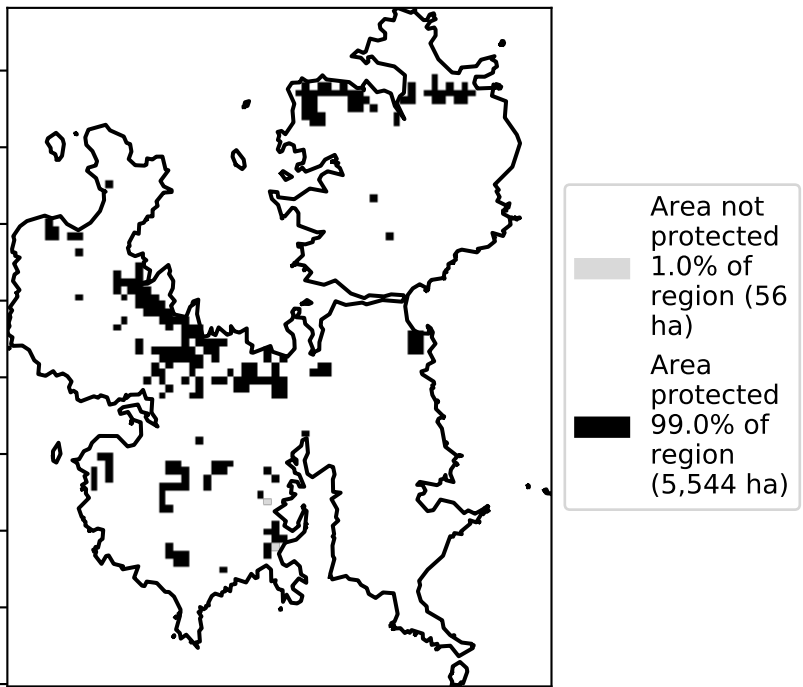 Area not
protected
1.0% of
region (56
ha)
Area
protected
99.0% of
region
(5,544 ha)